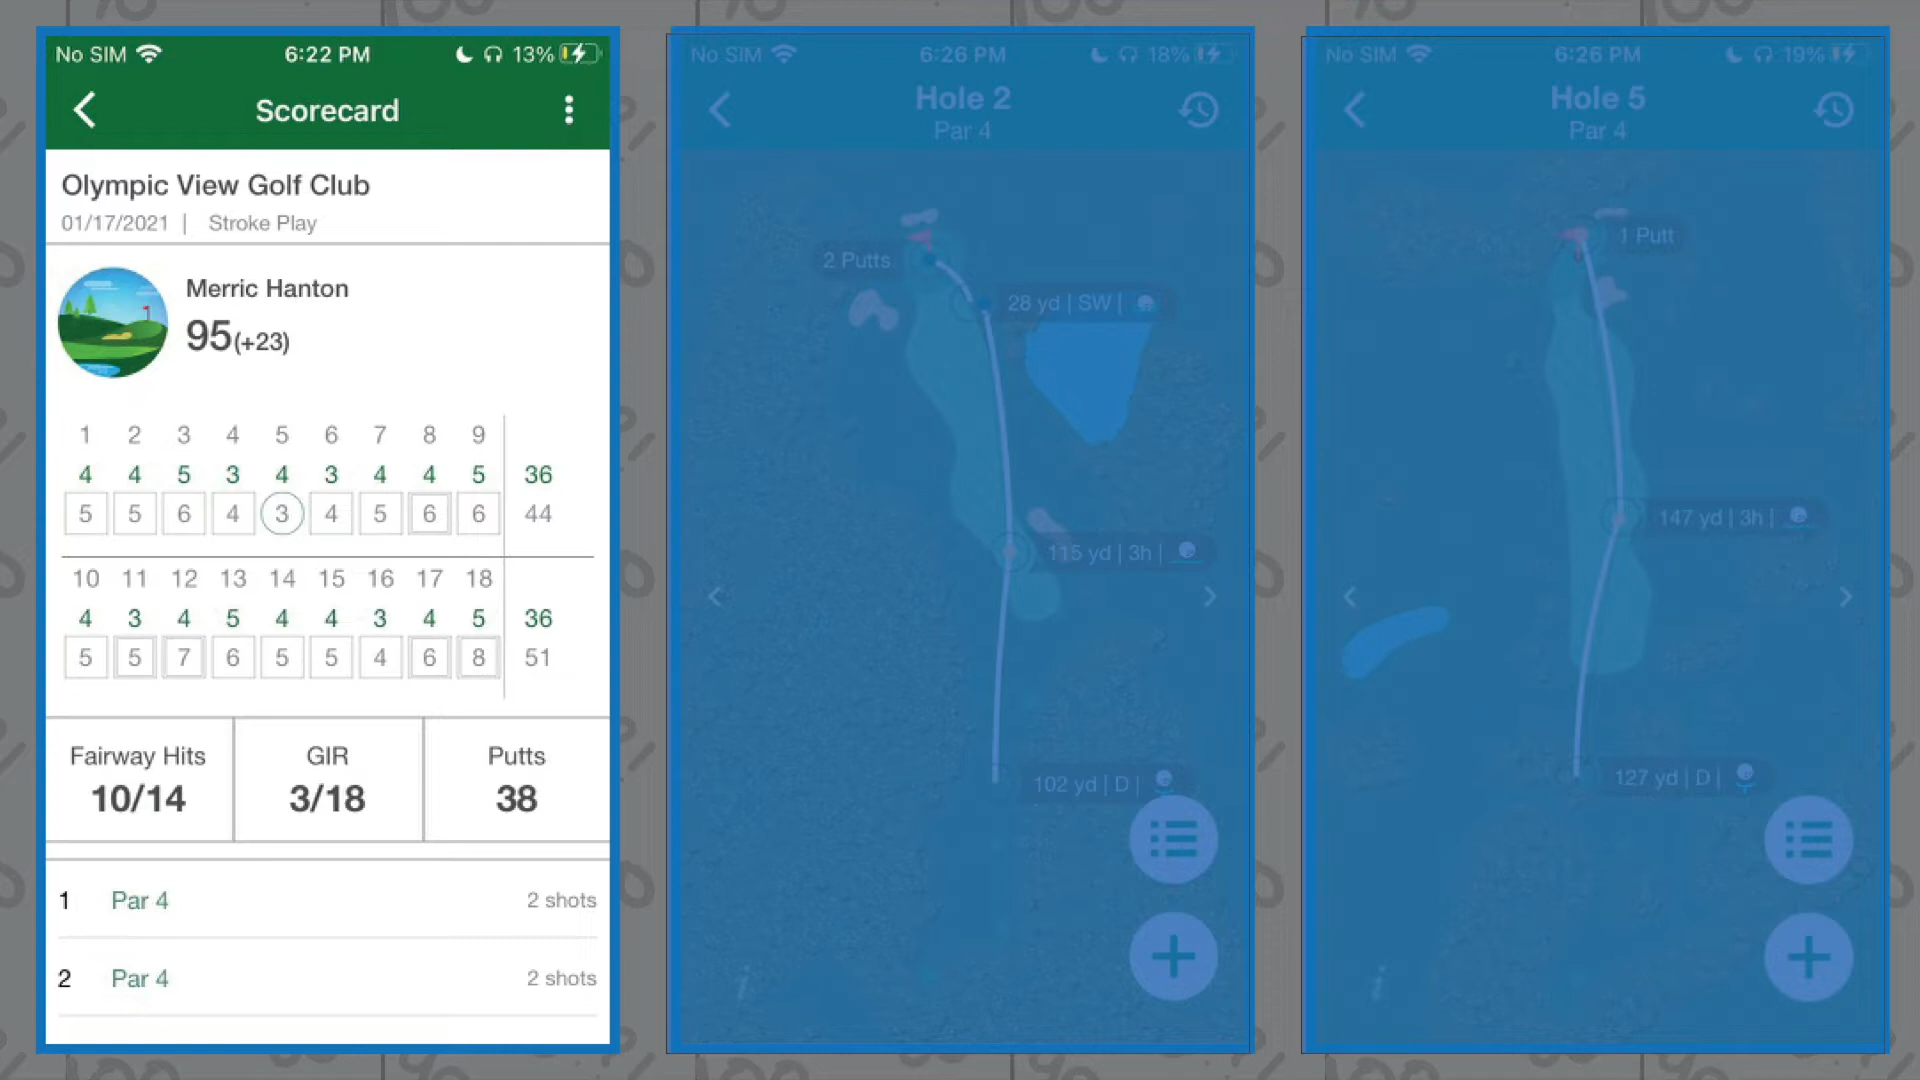 No SIM 6:22 PM 13%
Scorecard
Olympic View Golf Club
01/17/2021 | Stroke Play
Merric Hanton
95(+23)
1 2 3 4 5 6 7 8 9
4 4 5 3 4 3 4 4 5 36
5 5 6 4 3 4 5 6 6 44
10 11 12 13 14 15 16 17 18
4 3 4 5 4 4 3 4 5 36
5 5 7 6 5 5 4 6 8 51
Fairway Hits GIR Putts
10/14 3/18 38
1 Par 4 2 shots
2 Par 4 2 shots
No SIM 6:26 PM 18%
Hole 2
Par 4
2 Putts
28 yd | SW |
115 yd | 3h |
102 yd | D |
No SIM 6:26 PM 19%
Hole 5
Par 4
1 Putt
147 yd | 3h |
127 yd | D |